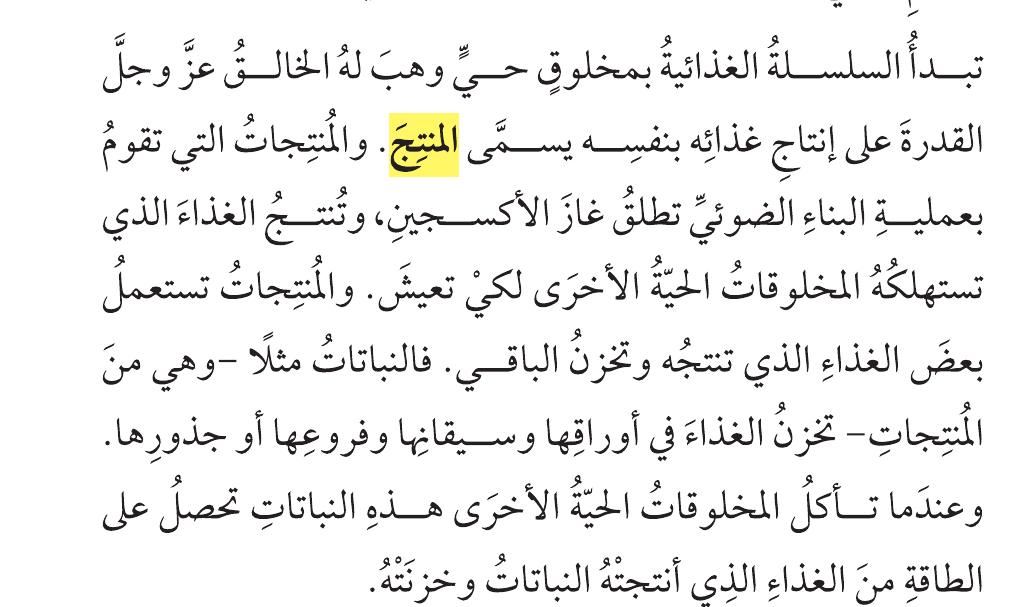 تبدأُ السلسلةُ الغذائيةُ بمخلوقٍ حيٍّ وهبَ لهُ الخالقُ عزَّ وجلَّ
القدرةَ على إنتاجِ غذائِه بنفسِه يسمَّى المنتِجَ. والمُنتِجاتُ التي تقومُ
بعمليةِ البناءِ الضوئيِّ تطلقُ غازَ الأكسجينِ، وتُنتجُ الغذاءَ الذي
تستهلكُهُ المخلوقاتُ الحيّةُ الأخرَى لكيْ تعيشَ. والمُنتِجاتُ تستعملُ
بعضَ الغذاءِ الذي تنتجُه وتخزنُ الباقي. فالنباتاتُ مثلًا –وهي منَ
المُنتِجاتِ– تخزنُ الغذاءَ في أوراقِها وسيقانِها وفروعِها أو جذورِها.
وعندَما تأكلُ المخلوقاتُ الحيّةُ الأخرَى هذهِ النباتاتِ تحصلُ على
الطاقةِ منَ الغذاءِ الذِي أنتجتْهُ النباتاتُ وخزنَتْهُ.